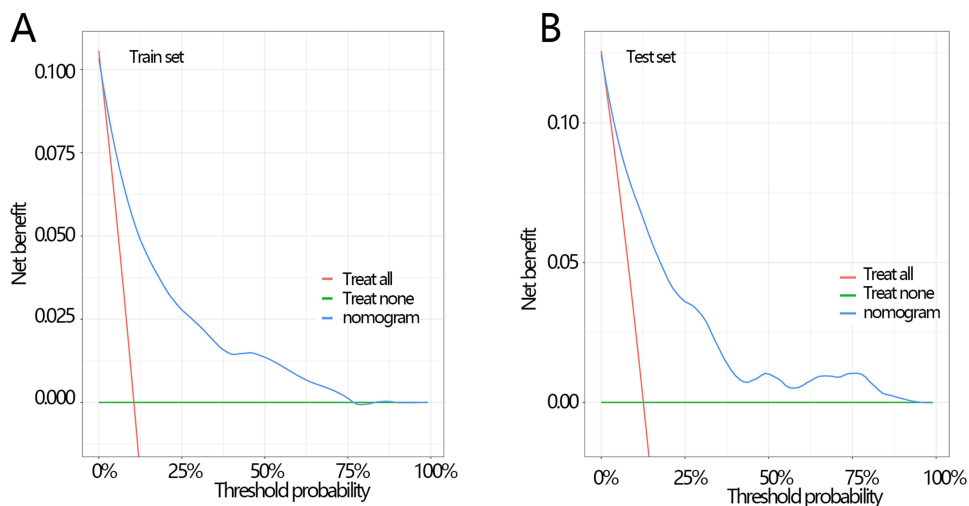 A
Train set
0.100
0.075
0.050
0.025
0.000
Net benefit
Treat all
Treat none
nomogram
0%
25%
50%
75%
100%
Threshold probability
B
Test set
0.10
0.05
0.00
Net benefit
Treat all
Treat none
nomogram
0%
25%
50%
75%
100%
Threshold probability